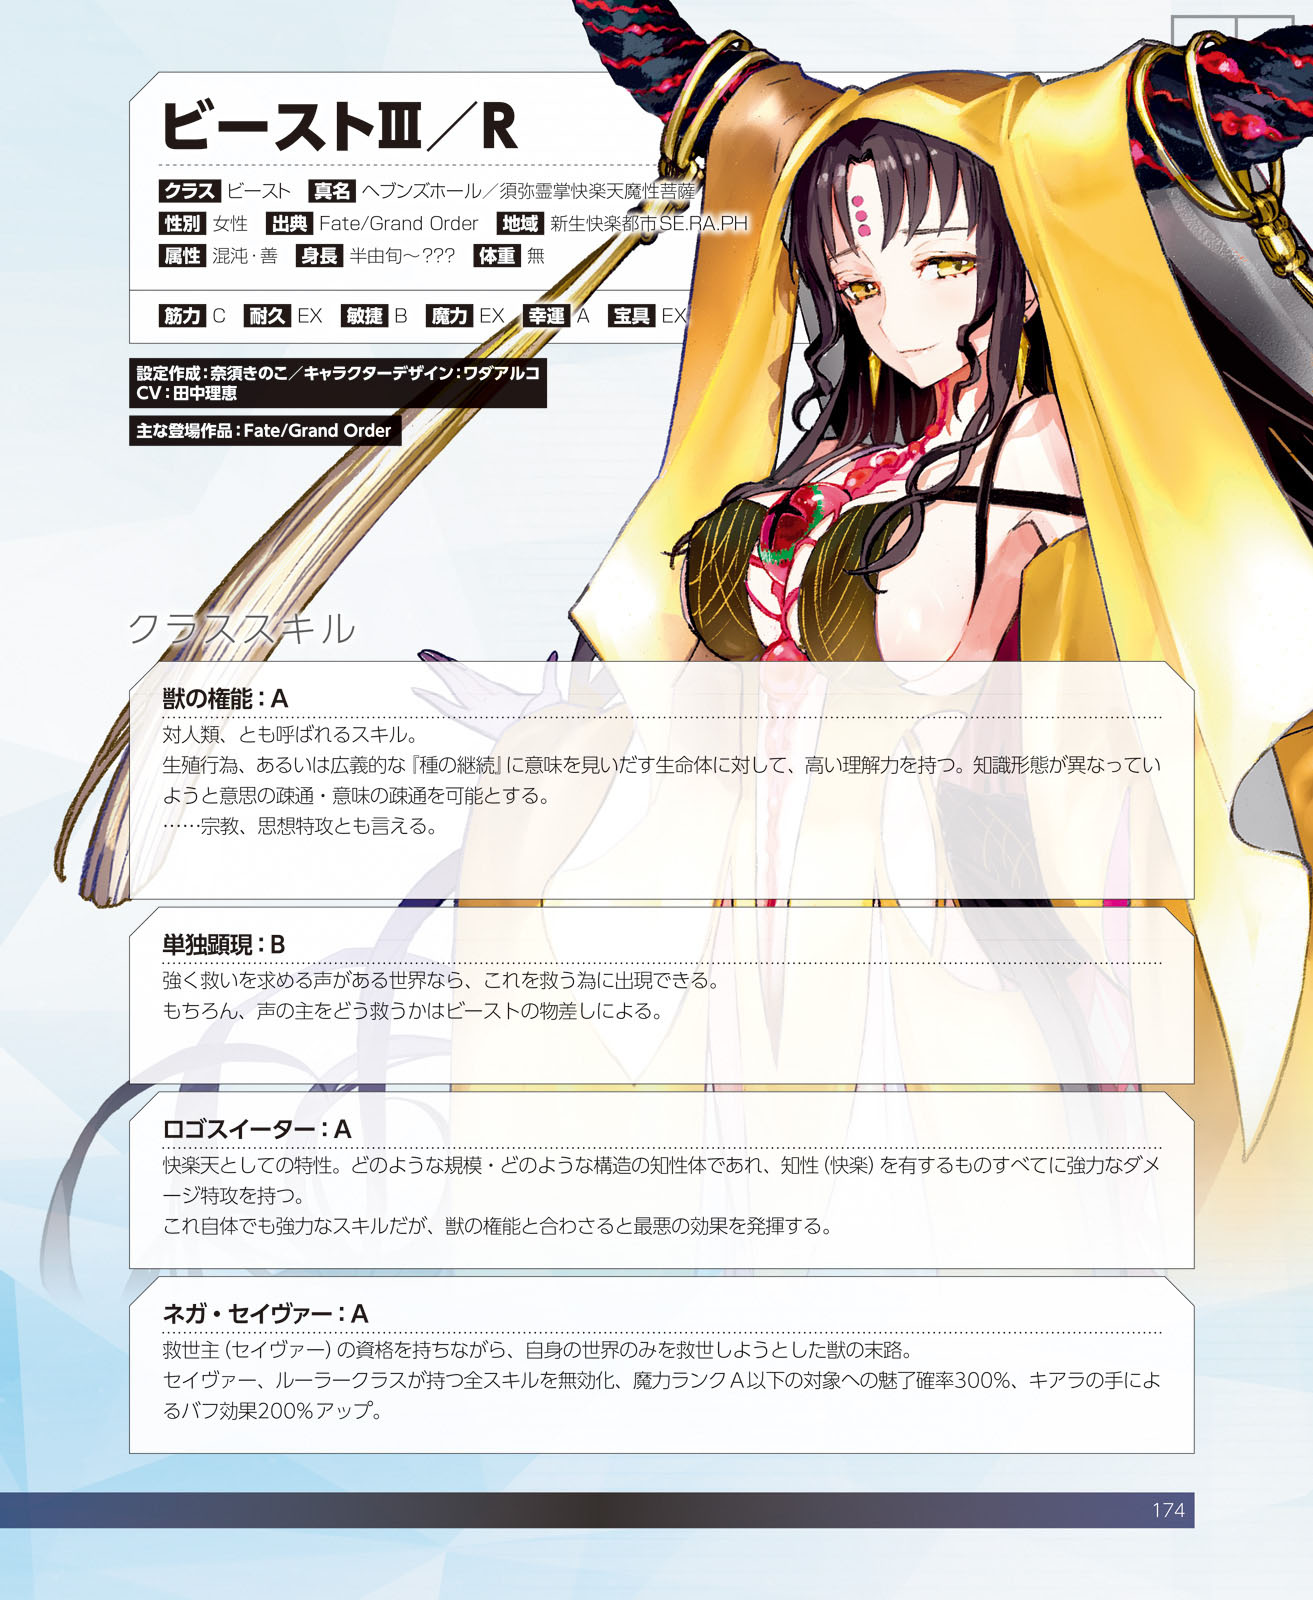 ビーストⅢ／R
クラス ビースト 真名 ヘブンズホール／須弥霊掌快楽天魔性菩薩
性別 女性 出典 Fate/Grand Order 地域 新生快楽都市SE.RA.PH
属性 混沌・善 身長 半由旬～??? 体重 無
筋力 C 耐久 EX 敏捷 B 魔力 EX 幸運 A 宝具 EX
設定作成：奈須きのこ／キャラクターデザイン：ワダアルコ
CV：田中理恵
主な登場作品：Fate/Grand Order
クラススキル
獣の権能：A
対人類、とも呼ばれるスキル。
生殖行為、あるいは広義的な『種の継続』に意味を見いだす生命体に対して、高い理解力を持つ。知識形態が異なってい
ようと意思の疎通・意味の疎通を可能とする。
……宗教、思想特攻とも言える。
単独顕現：B
強く救いを求める声がある世界なら、これを救う為に出現できる。
もちろん、声の主をどう救うかはビーストの物差しによる。
ロゴスイーター：A
快楽天としての特性。どのような規模・どのような構造の知性体であれ、知性（快楽）を有するものすべてに強力なダメ
ージ特攻を持つ。
これ自体でも強力なスキルだが、獣の権能と合わさると最悪の効果を発揮する。
ネガ・セイヴァー：A
救世主（セイヴァー）の資格を持ちながら、自身の世界のみを救世しようとした獣の末路。
セイヴァー、ルーラークラスが持つ全スキルを無効化、魔力ランクA以下の対象への魅了確率300%、キアラの手によ
るバフ効果200%アップ。
174